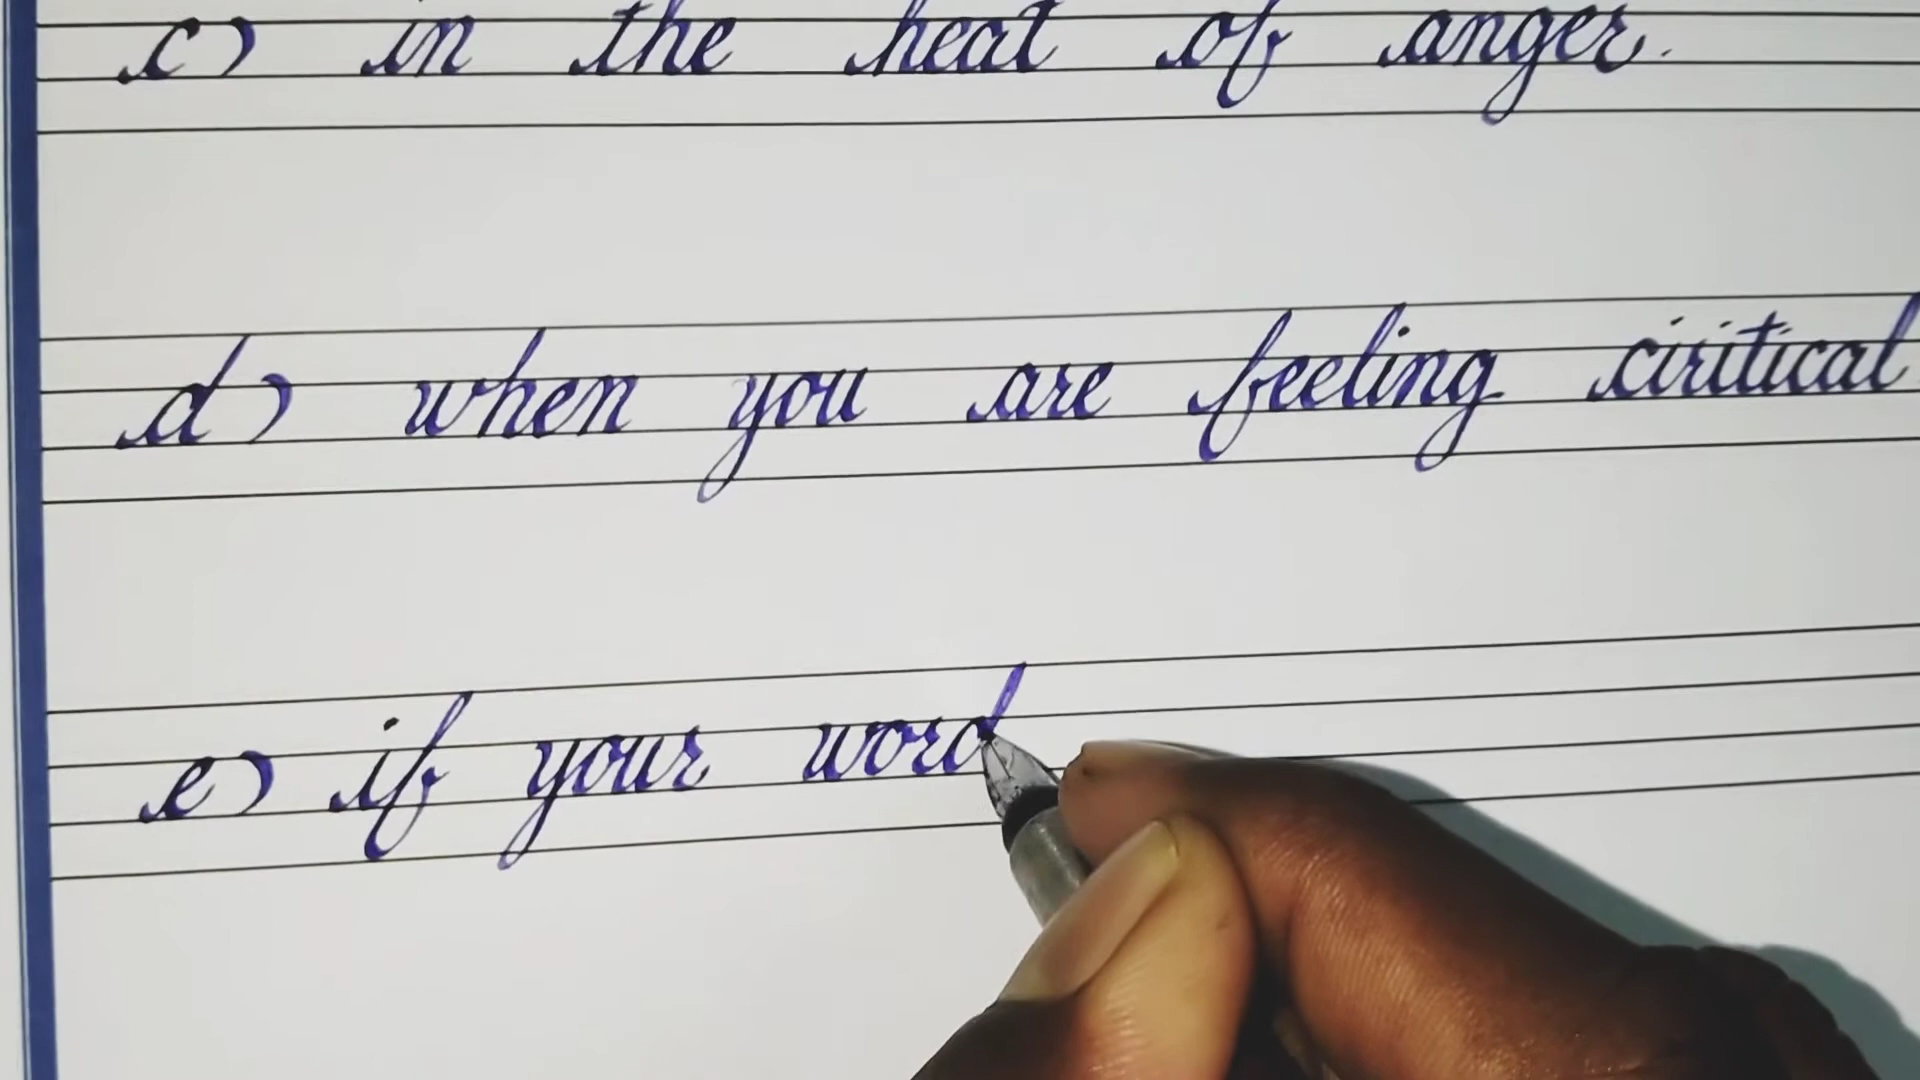 c) in the heat of anger.
d) when you are feeling ciritical
e) if your word